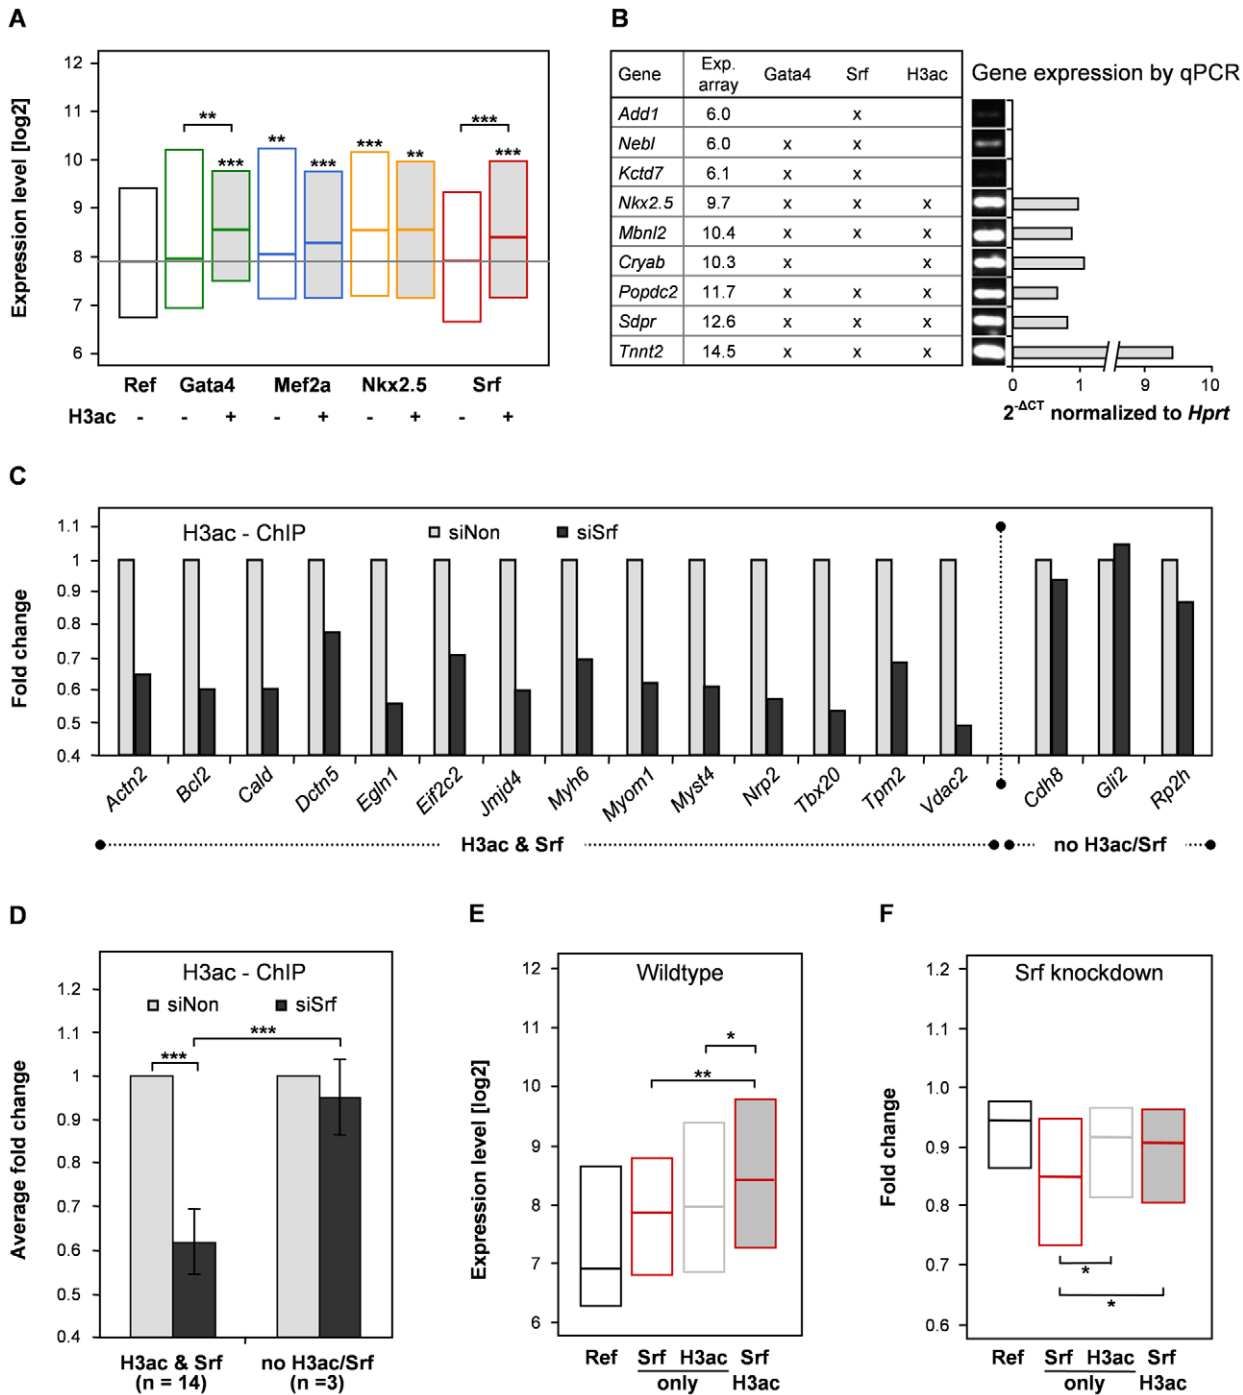 A
Expression level [log2]
12
11
10
9
8
7
6
** *** ** *** *** ** *** ***
Ref Gata4 Mef2a Nkx2.5 Srf
H3ac - - + - + - + - +
B
Gene Exp. array Gata4 Srf H3ac
Add1 6.0 x
Nebl 6.0 x x
Kctd7 6.1 x x
Nkx2.5 9.7 x x x
Mbnl2 10.4 x x x
Cryab 10.3 x x
Popdc2 11.7 x x x
Sdpr 12.6 x x x
Tnnt2 14.5 x x x
Gene expression by qPCR
0 1 9 10
2-ΔCT normalized to Hprt
C
H3ac - ChIP siNon siSrf
Fold change
1.1
1
0.9
0.8
0.7
0.6
0.5
0.4
Actn2 Bcl2 Cald Dctn5 Egln1 Eif2c2 Jmjd4 Myh6 Myom1 Myst4 Nrp2 Tbx20 Tpm2 Vdac2 Cdh8 Gli2 Rp2h
H3ac & Srf no H3ac/Srf
D
H3ac - ChIP
siNon siSrf
Average fold change
1.2
1.1
1
0.9
0.8
0.7
0.6
0.5
0.4
*** ***
H3ac & Srf no H3ac/Srf
(n = 14) (n =3)
E
Wildtype
Expression level [log2]
12
11
10
9
8
7
6
*
**
Ref Srf H3ac Srf
only H3ac
F
Srf knockdown
Fold change
1.2
1.1
1.0
0.9
0.8
0.7
0.6
*
*
Ref Srf H3ac Srf
only H3ac